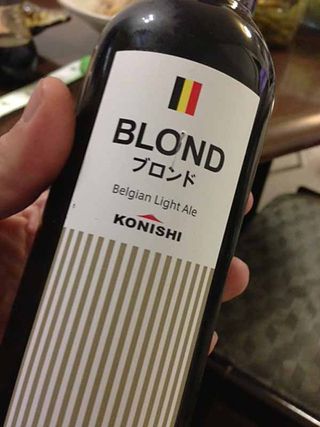 BLOND
ブロンド
Belgian Light Ale
KONISHI